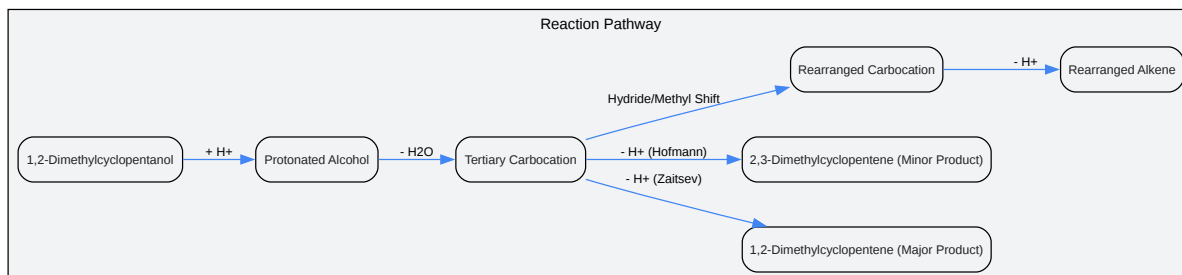 Reaction Pathway
Rearranged Carbocation
- H+
Rearranged Alkene
Hydride/Methyl Shift
1,2-Dimethylcyclopentanol
+ H+
Protonated Alcohol
- H2O
Tertiary Carbocation
- H+ (Hofmann)
2,3-Dimethylcyclopentene (Minor Product)
- H+ (Zaitsev)
1,2-Dimethylcyclopentene (Major Product)